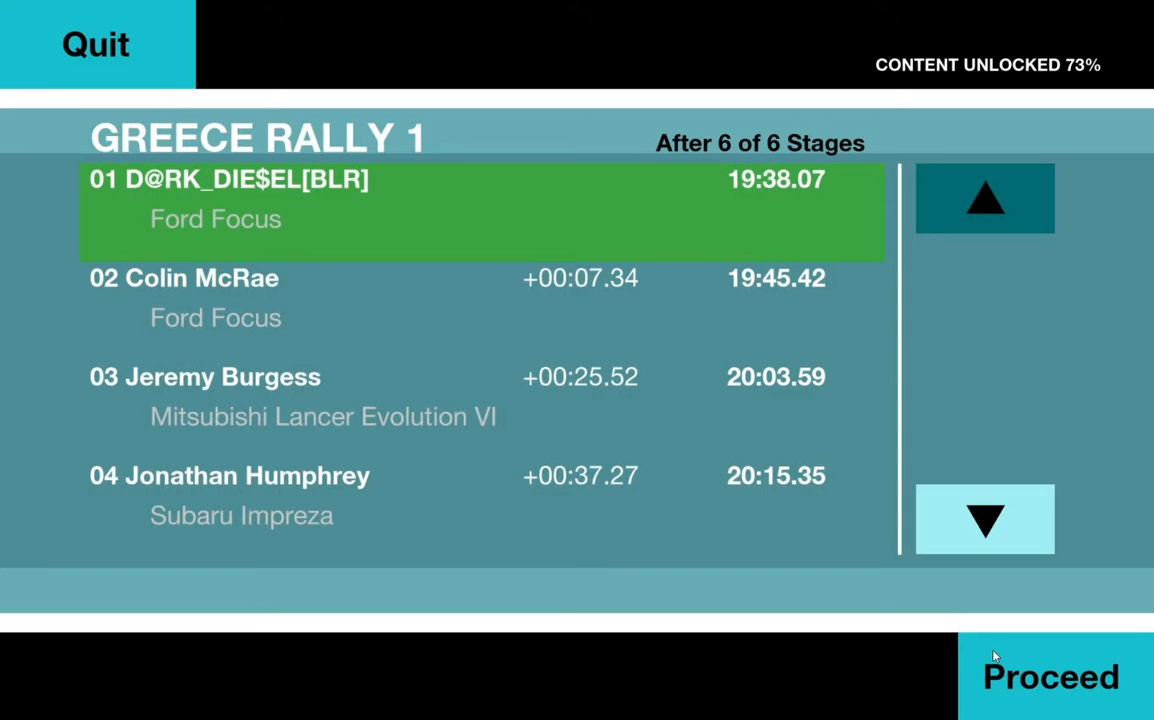 Quit
CONTENT UNLOCKED 73%
GREECE RALLY 1 After 6 of 6 Stages
01 D@RK_DIE$EL[BLR] 19:38.07
Ford Focus
02 Colin McRae +00:07.34 19:45.42
Ford Focus
03 Jeremy Burgess +00:25.52 20:03.59
Mitsubishi Lancer Evolution VI
04 Jonathan Humphrey +00:37.27 20:15.35
Subaru Impreza
Proceed